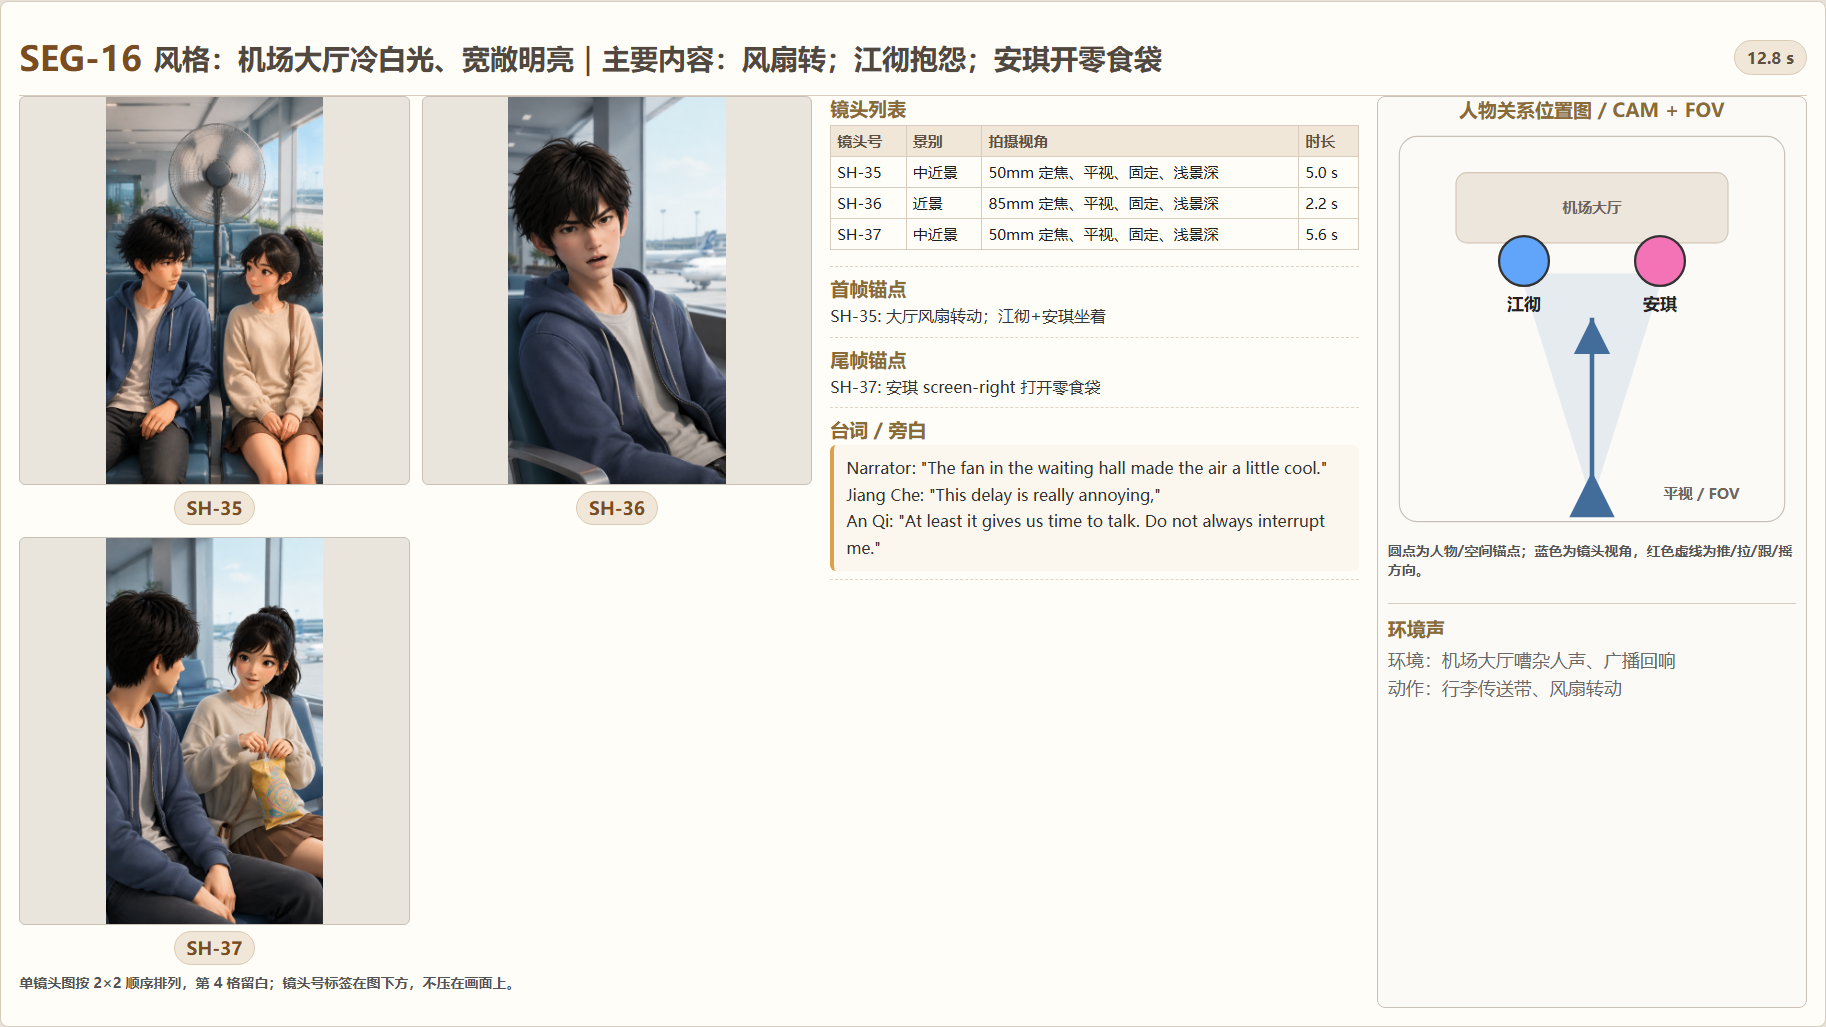 SEG-16 风格：机场大厅冷白光、宽敞明亮 | 主要内容：风扇转；江彻抱怨；安琪开零食袋
12.8 s
SH-35
SH-36
SH-37
单镜头图按 2×2 顺序排列，第 4 格留白；镜头号标签在图下方，不压在画面上。
镜头列表
镜头号 景别 拍摄视角 时长
SH-35 中近景 50mm 定焦、平视、固定、浅景深 5.0 s
SH-36 近景 85mm 定焦、平视、固定、浅景深 2.2 s
SH-37 中近景 50mm 定焦、平视、固定、浅景深 5.6 s
首帧锚点
SH-35: 大厅风扇转动；江彻+安琪坐着
尾帧锚点
SH-37: 安琪 screen-right 打开零食袋
台词 / 旁白
Narrator: "The fan in the waiting hall made the air a little cool."
Jiang Che: "This delay is really annoying,"
An Qi: "At least it gives us time to talk. Do not always interrupt
me."
人物关系位置图 / CAM + FOV
机场大厅
江彻
安琪
平视 / FOV
圆点为人物/空间锚点；蓝色为镜头视角，红色虚线为推/拉/跟/摇
方向。
环境声
环境：机场大厅嘈杂人声、广播回响
动作：行李传送带、风扇转动